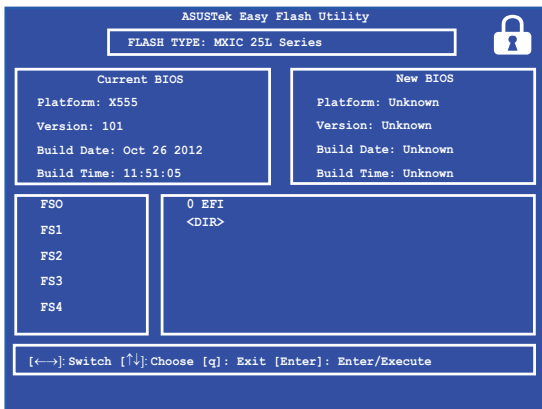 ASUSTek Easy Flash Utility
FLASH TYPE: MXIC 25L Series
Current BIOS
Platform: X555
Version: 101
Build Date: Oct 26 2012
Build Time: 11:51:05
New BIOS
Platform: Unknown
Version: Unknown
Build Date: Unknown
Build Time: Unknown
FSO
FS1
FS2
FS3
FS4
0 EFI
<DIR>
[←→]: Switch [↑↓]: Choose [q]: Exit [Enter]: Enter/Execute